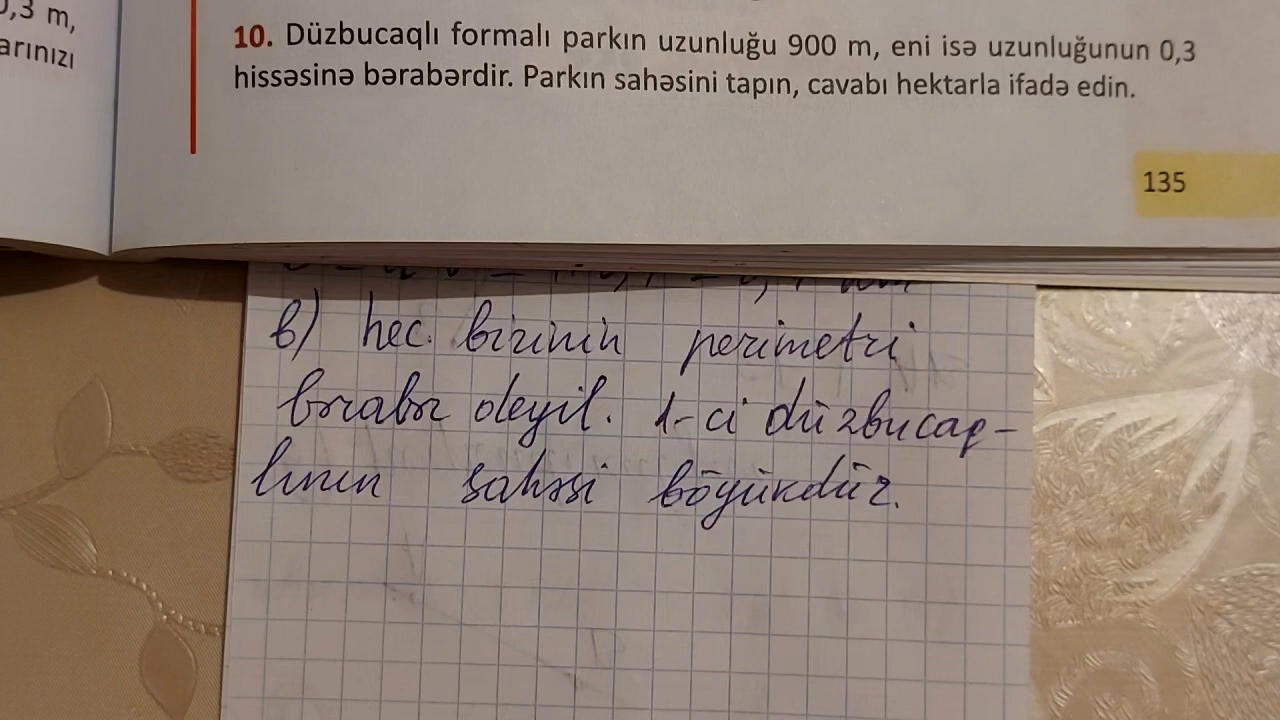 0,3 m,
arınızı
10. Düzbucaqlı formalı parkın uzunluğu 900 m, eni isə uzunluğunun 0,3
hissəsinə bərabərdir. Parkın sahəsini tapın, cavabı hektarla ifadə edin.
135
b) hec birinin perimetri
bərabər deyil. 1-ci düzbucaq-
lının sahəsi böyükdür.